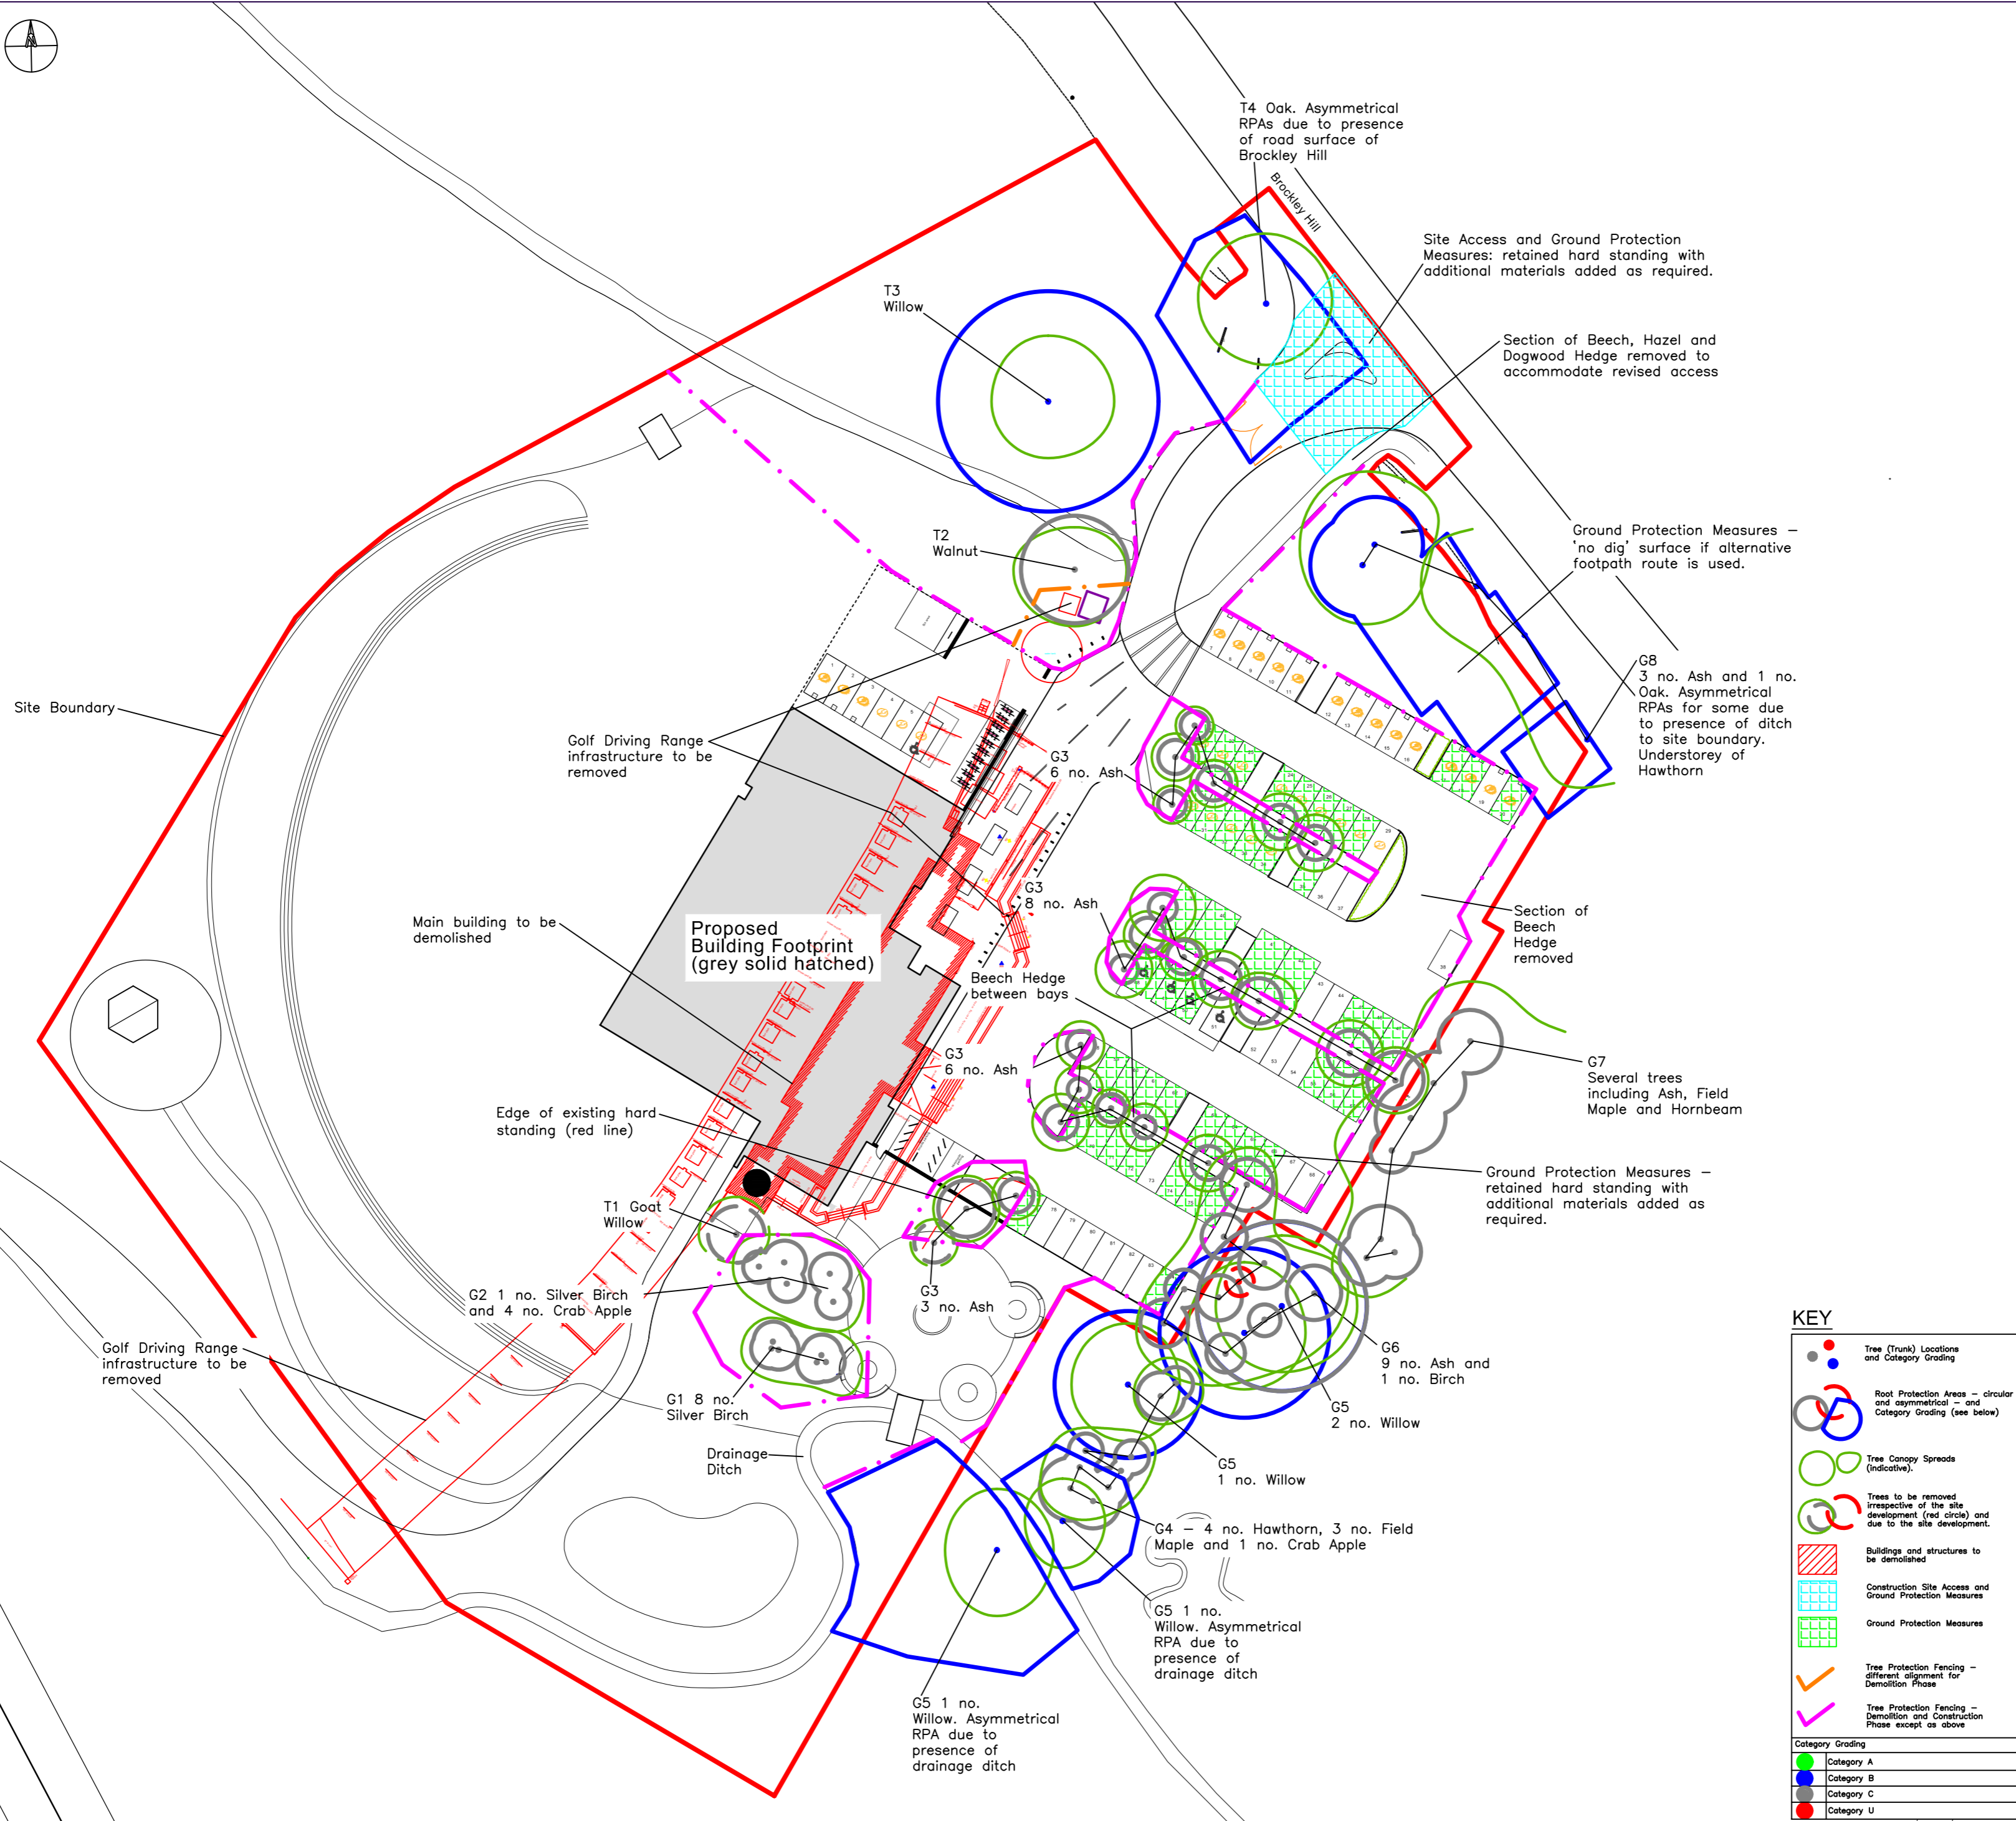 T4 Oak. Asymmetrical
RPAs due to presence
of road surface of
Brockley Hill
Brockley Hill
Site Access and Ground Protection
Measures: retained hard standing with
additional materials added as required.
T3
Willow
Section of Beech, Hazel and
Dogwood Hedge removed to
accommodate revised access
T2
Walnut
Ground Protection Measures –
'no dig' surface if alternative
footpath route is used.
G8
3 no. Ash and 1 no.
Oak. Asymmetrical
RPAs for some due
to presence of ditch
to site boundary.
Understorey of
Hawthorn
Site Boundary
Golf Driving Range
infrastructure to be
removed
G3
6 no. Ash
G3
8 no. Ash
Main building to be
demolished
Proposed
Building Footprint
(grey solid hatched)
Section of
Beech
Hedge
removed
Beech Hedge
between bays
G3
6 no. Ash
G7
Several trees
including Ash, Field
Maple and Hornbeam
Edge of existing hard
standing (red line)
Ground Protection Measures –
retained hard standing with
additional materials added as
required.
T1 Goat
Willow
G2 1 no. Silver Birch
and 4 no. Crab Apple
G3
3 no. Ash
Golf Driving Range
infrastructure to be
removed
G1 8 no.
Silver Birch
G6
9 no. Ash and
1 no. Birch
G5
2 no. Willow
Drainage
Ditch
G5
1 no. Willow
G4 – 4 no. Hawthorn, 3 no. Field
Maple and 1 no. Crab Apple
G5 1 no.
Willow. Asymmetrical
RPA due to
presence of
drainage ditch
G5 1 no.
Willow. Asymmetrical
RPA due to
presence of
drainage ditch
KEY
Tree (Trunk) Locations
and Category Grading
Root Protection Areas – circular
and asymmetrical – and
Category Grading (see below)
Tree Canopy Spreads
(indicative).
Trees to be removed
irrespective of the site
development (red circle) and
due to the site development.
Buildings and structures to
be demolished
Construction Site Access and
Ground Protection Measures
Ground Protection Measures
Tree Protection Fencing –
different alignment for
Demolition Phase
Tree Protection Fencing –
Demolition and Construction
Phase except as above
Category Grading
Category A
Category B
Category C
Category U